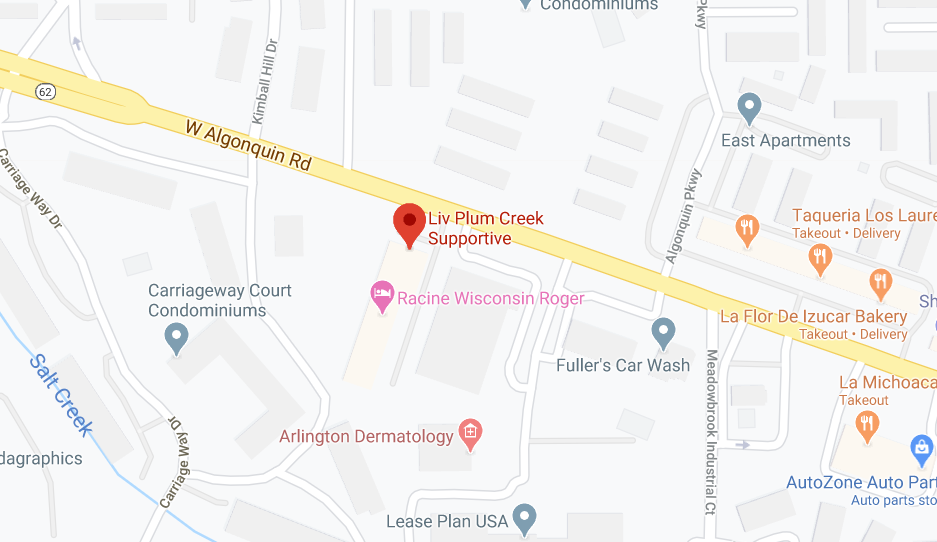 Condominiums
Pkwy
Kimball Hill Dr
62
W Algonquin Rd
East Apartments
Carriage Way Dr
Algonquin Pkwy
Liv Plum Creek
Supportive
Taqueria Los Laure
Takeout • Delivery
Carriageway Court
Condominiums
Racine Wisconsin Roger
Sh
La Flor De Izucar Bakery
Takeout • Delivery
Salt Creek
Fuller's Car Wash
Meadowbrook Industrial Ct
La Michoaca
Takeout
Arlington Dermatology
dagraphics
Carriage Way Dr
AutoZone Auto Part
Auto parts sto
Lease Plan USA